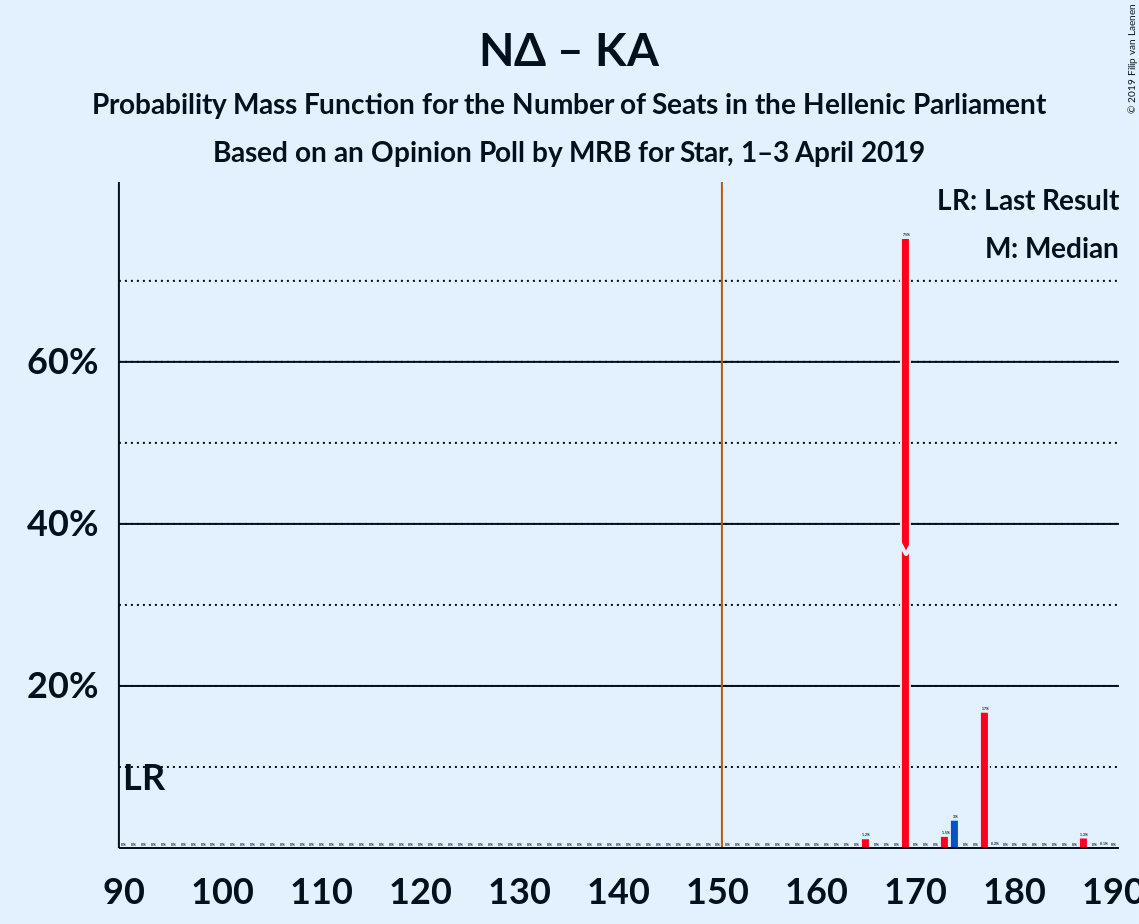 © 2019 Filip van Laenen
NΔ – KA
Probability Mass Function for the Number of Seats in the Hellenic Parliament
Based on an Opinion Poll by MRB for Star, 1–3 April 2019
LR: Last Result
M: Median
60%
40%
20%
LR
90 100 110 120 130 140 150 160 170 180 190